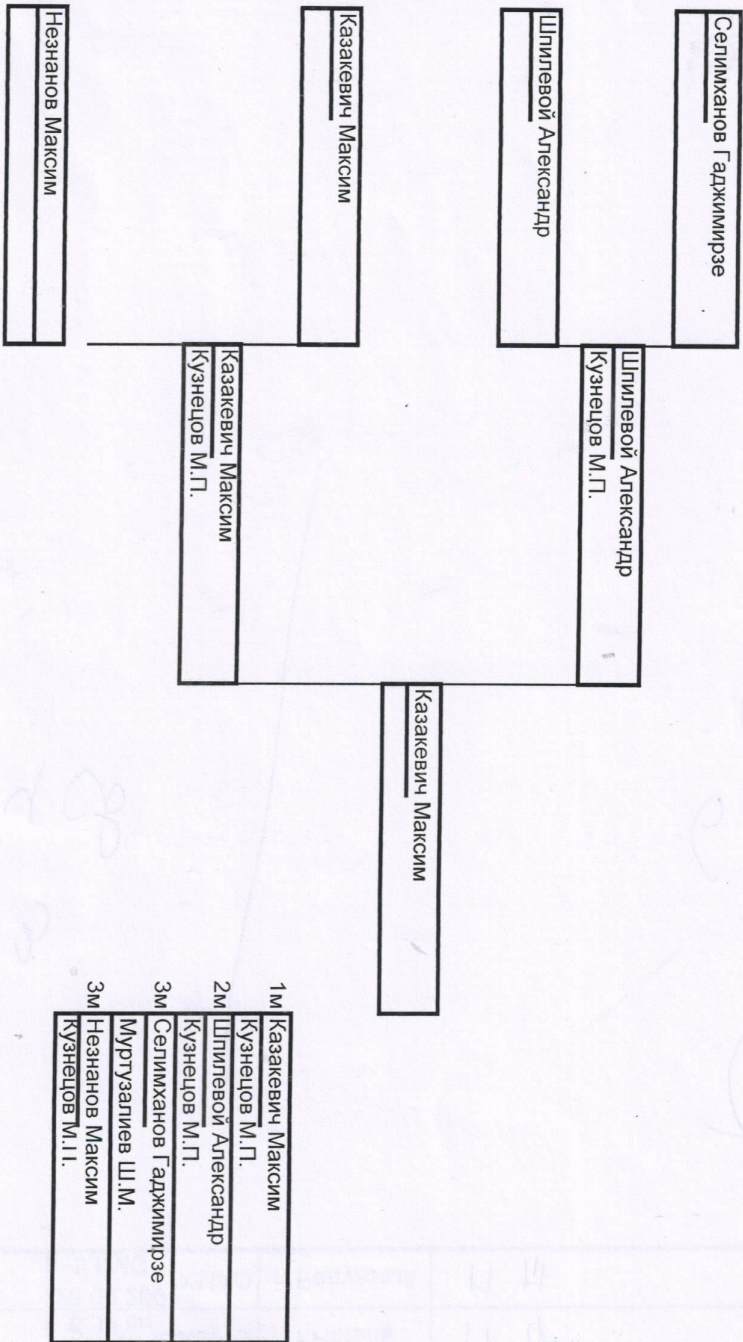 Селимханов Гаджимирзе
Шпилевой Александр
Казакевич Максим
Незнанов Максим
Шпилевой Александр
Кузнецов М.П.
Казакевич Максим
Кузнецов М.П.
Казакевич Максим
1м Казакевич Максим
Кузнецов М.П.
2м Шпилевой Александр
Кузнецов М.П.
3м Селимханов Гаджимирзе
Муртузалиев Ш.М.
3м Незнанов Максим
Кузнецов М.П.